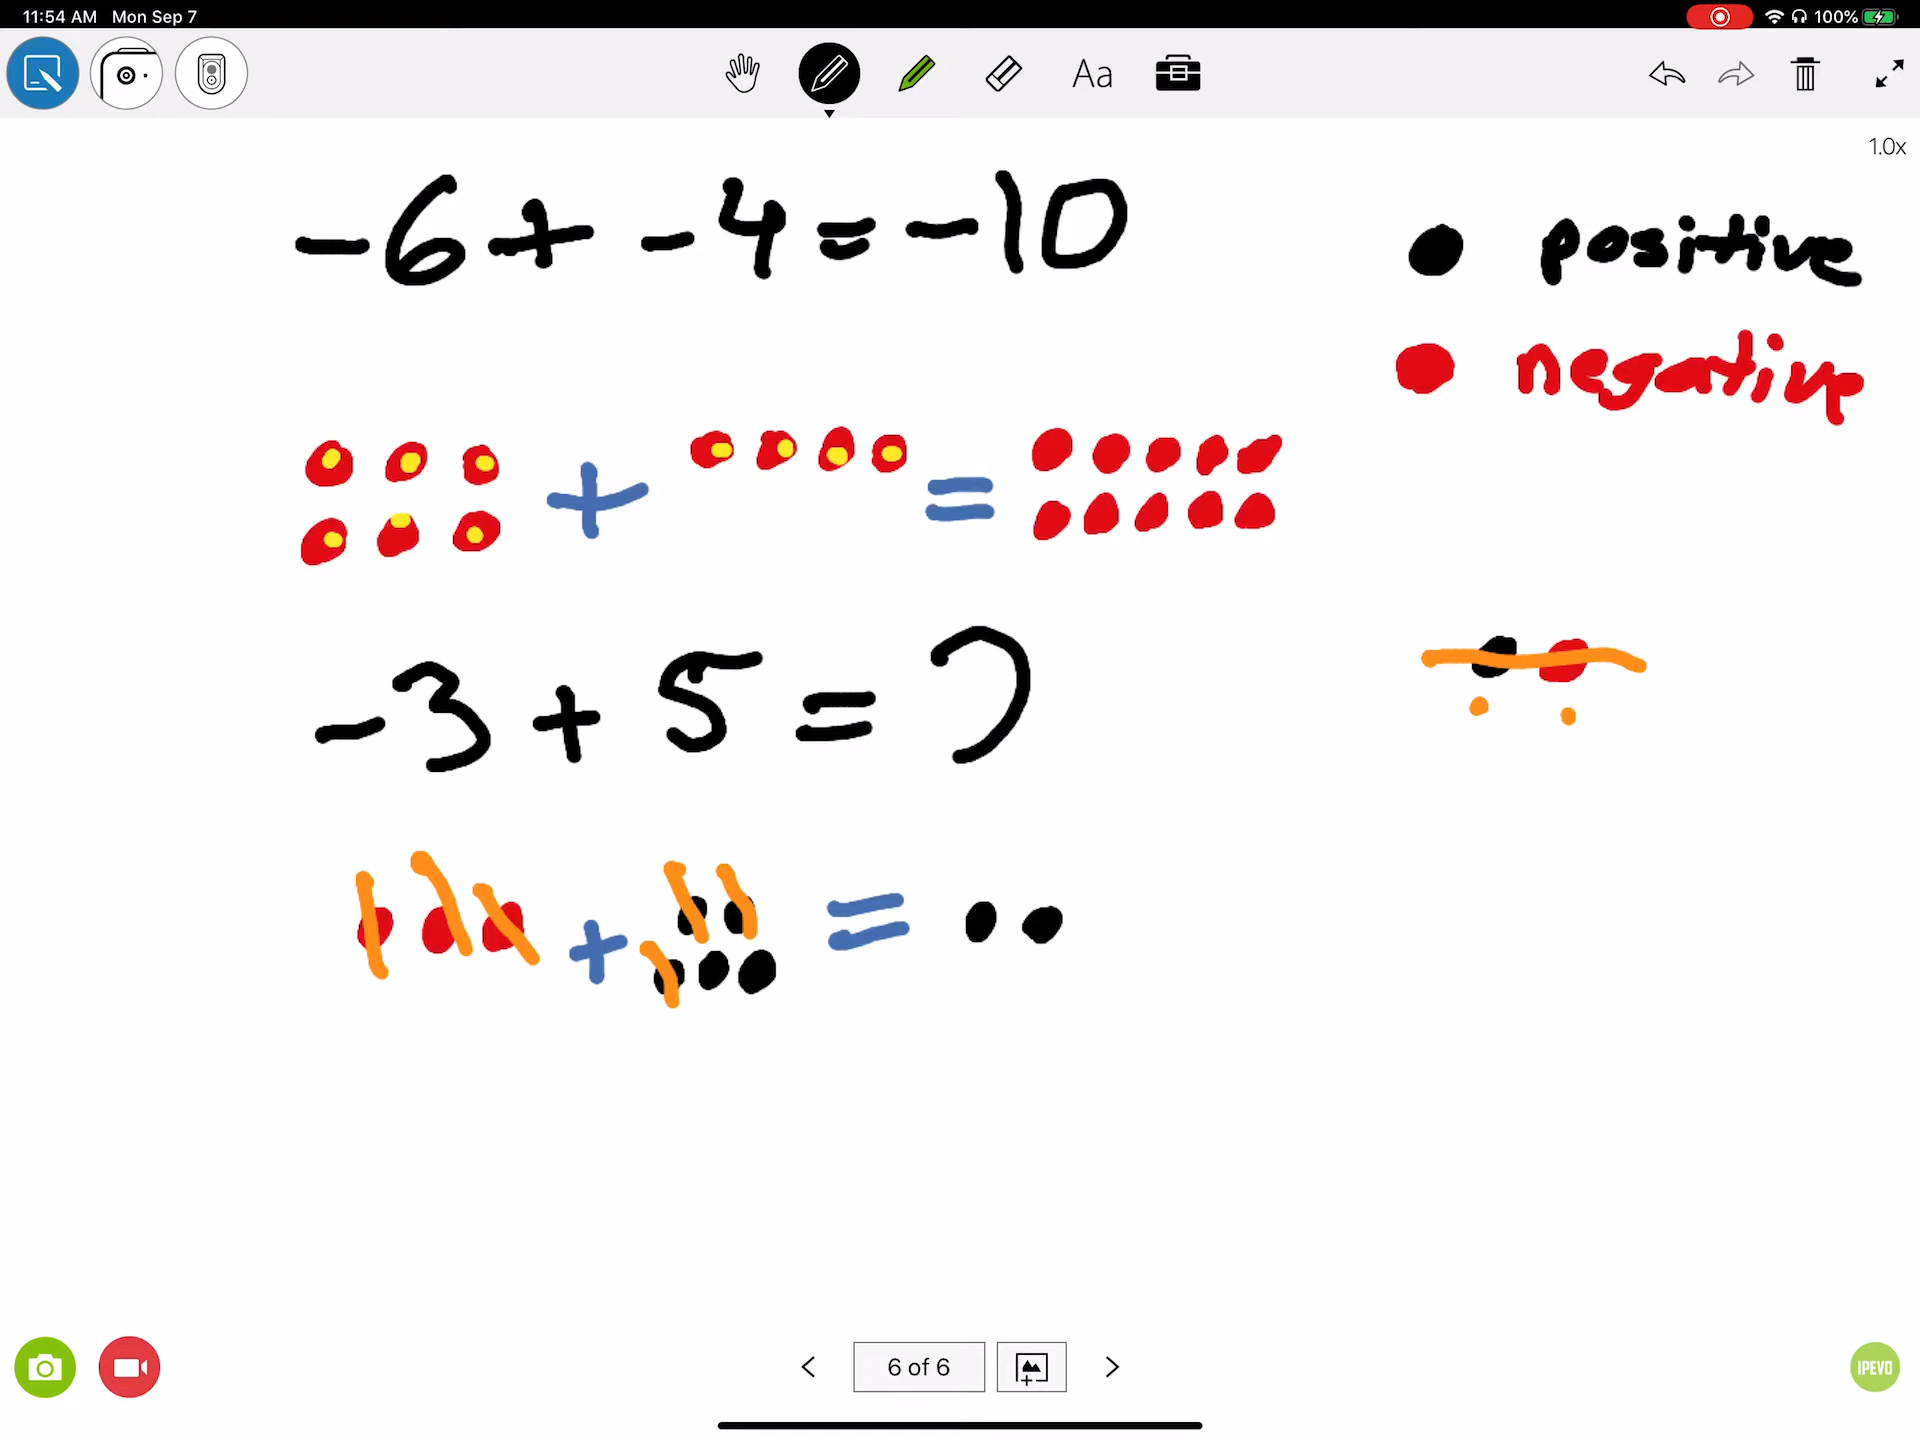 11:54 AM Mon Sep 7 100%
Aa
1.0x
-6 + -4 = -10
positive
negative
+ =
-3 + 5 = ?
+ =
6 of 6
IPEVO